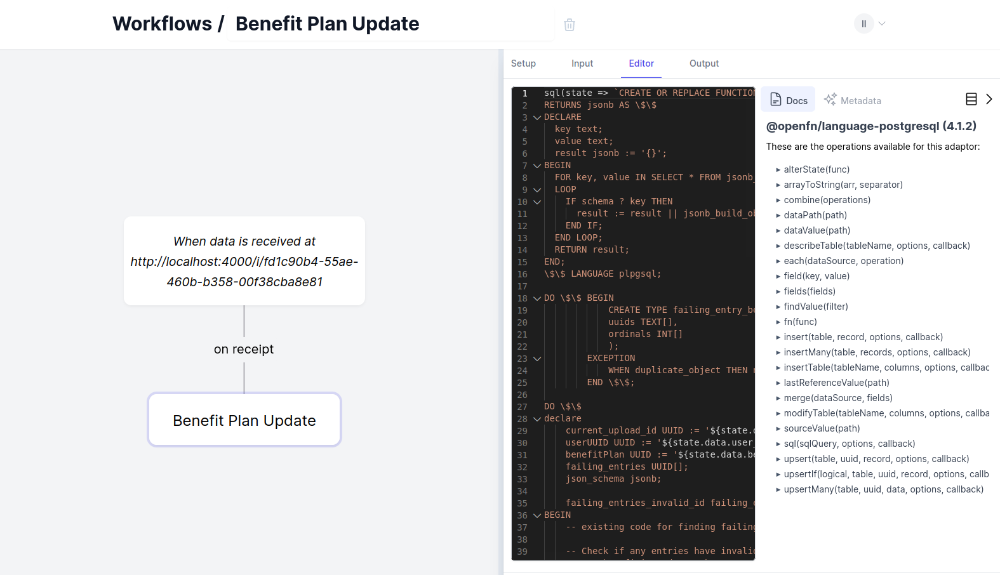 Workflows / Benefit Plan Update
II
Setup Input Editor Output
When data is received at
http://localhost:4000/i/fd1c90b4-55ae-
460b-b358-00f38cba8e81
on receipt
Benefit Plan Update
1 sql(state => `CREATE OR REPLACE FUNCTION
2 RETURNS jsonb AS \$\$
3 DECLARE
4 key text;
5 value text;
6 result jsonb := '{}';
7 BEGIN
8 FOR key, value IN SELECT * FROM jsonb_
9 LOOP
10 IF schema ? key THEN
11 result := result || jsonb_build_ob
12 END IF;
13 END LOOP;
14 RETURN result;
15 END;
16 \$\$ LANGUAGE plpgsql;
17
18 DO \$\$ BEGIN
19 CREATE TYPE failing_entry_be
20 uuids TEXT[],
21 ordinals INT[]
22 );
23 EXCEPTION
24 WHEN duplicate_object THEN n
25 END \$\$;
26
27 DO \$\$
28 declare
29 current_upload_id UUID := '${state.d
30 userUUID UUID := '${state.data.user_
31 benefitPlan UUID := '${state.data.be
32 failing_entries UUID[];
33 json_schema jsonb;
34
35 failing_entries_invalid_id failing_e
36 BEGIN
37 -- existing code for finding failing
38
39 -- Check if any entries have invalid
Docs Metadata
@openfn/language-postgresql (4.1.2)
These are the operations available for this adaptor:
alterState(func)
arrayToString(arr, separator)
combine(operations)
dataPath(path)
dataValue(path)
describeTable(tableName, options, callback)
each(dataSource, operation)
field(key, value)
fields(fields)
findValue(filter)
fn(func)
insert(table, record, options, callback)
insertMany(table, records, options, callback)
insertTable(tableName, columns, options, callbac
lastReferenceValue(path)
merge(dataSource, fields)
modifyTable(tableName, columns, options, callba
sourceValue(path)
sql(sqlQuery, options, callback)
upsert(table, uuid, record, options, callback)
upsertIf(logical, table, uuid, record, options, callb
upsertMany(table, uuid, data, options, callback)